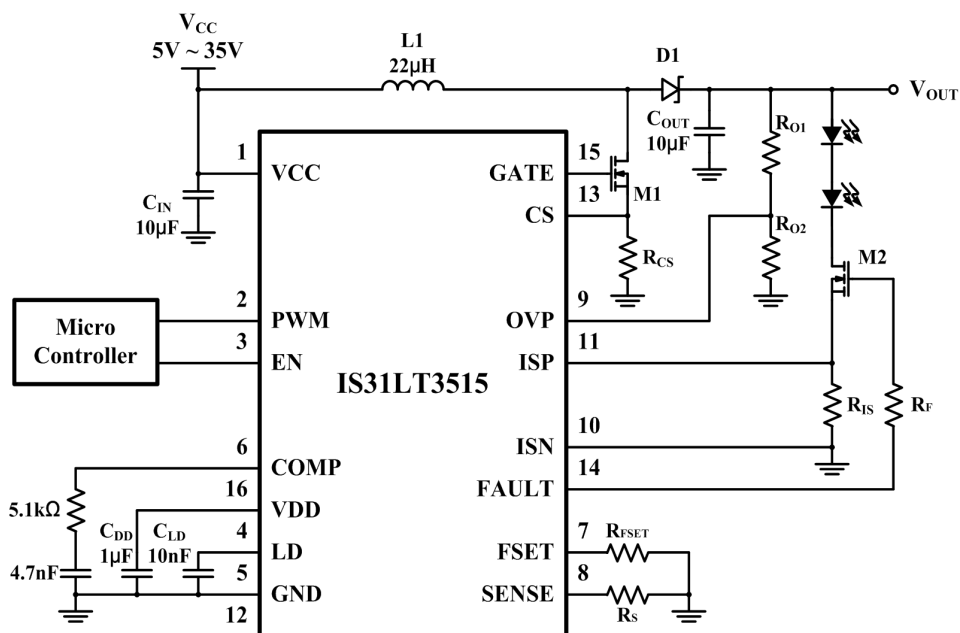 VCC
5V ~ 35V
L1
22µH
D1
VOUT
COUT
10µF
RO1
1
VCC
15
GATE
13
M1
CIN
10µF
CS
RCS
RO2
M2
2
PWM
9
OVP
Micro
Controller
3
EN
11
ISP
IS31LT3515
RIS
RF
10
ISN
6
COMP
14
FAULT
5.1kΩ
16
VDD
CDD
1µF
CLD
10nF
4
LD
7
FSET
RFSET
4.7nF
5
GND
8
SENSE
RS
12